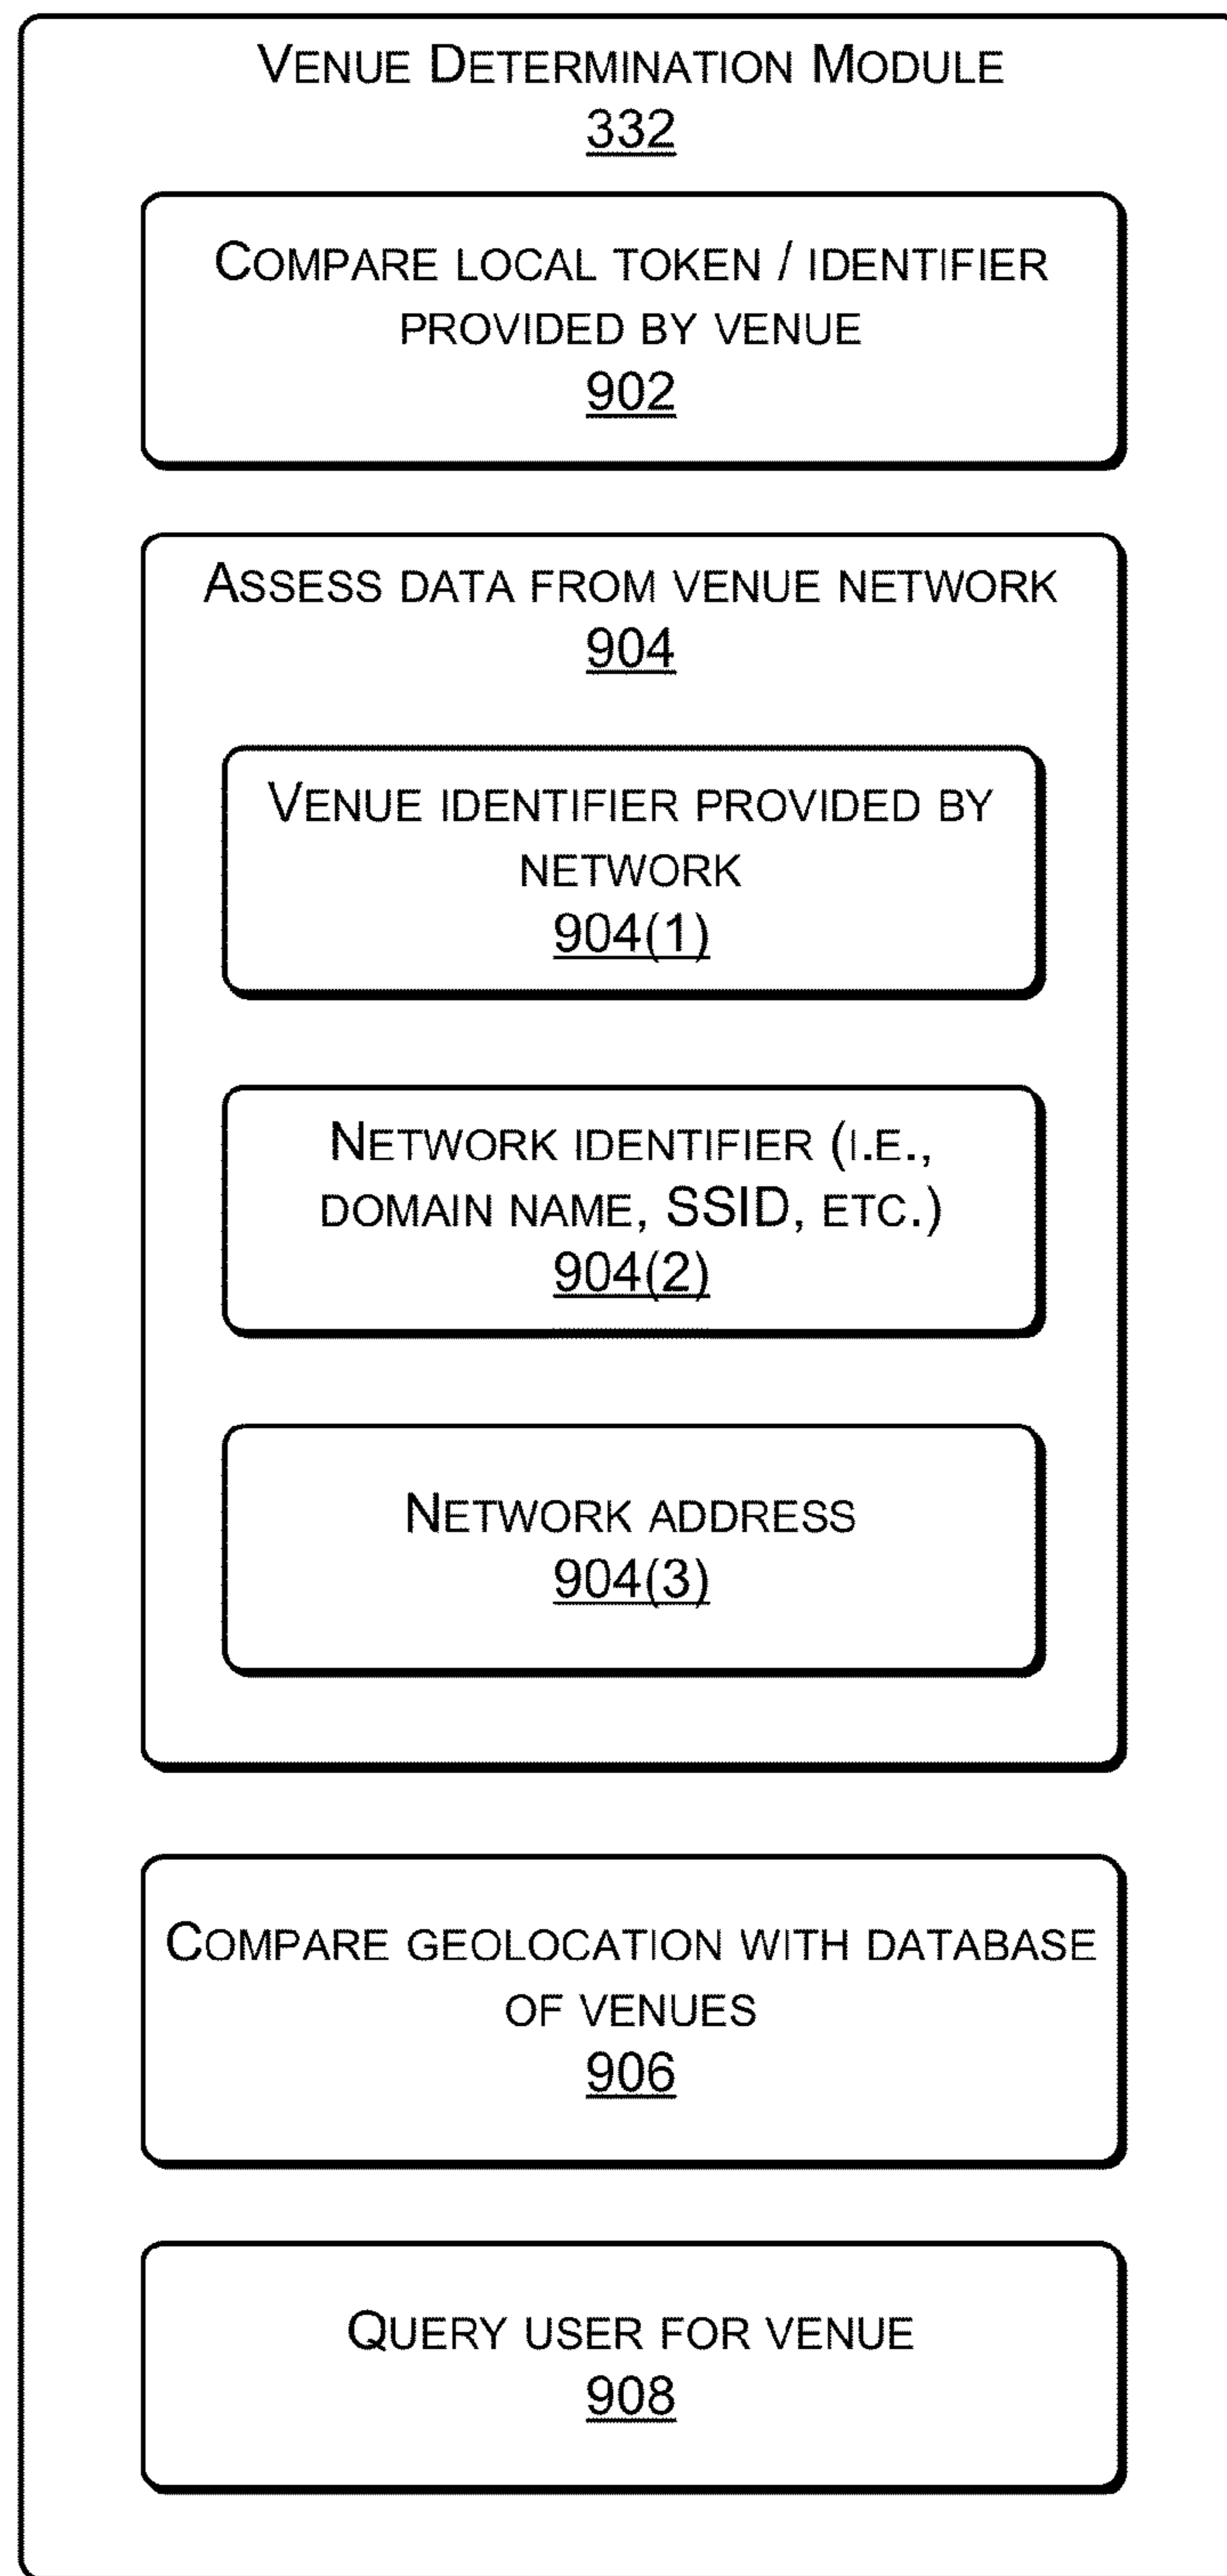 VENUE DETERMINATION MODULE
332
COMPARE LOCAL TOKEN / IDENTIFIER
PROVIDED BY VENUE
902
ASSESS DATA FROM VENUE NETWORK
904
VENUE IDENTIFIER PROVIDED BY
NETWORK
904(1)
NETWORK IDENTIFIER (I.E.,
DOMAIN NAME, SSID, ETC.)
904(2)
NETWORK ADDRESS
904(3)
COMPARE GEOLOCATION WITH DATABASE
OF VENUES
906
QUERY USER FOR VENUE
908